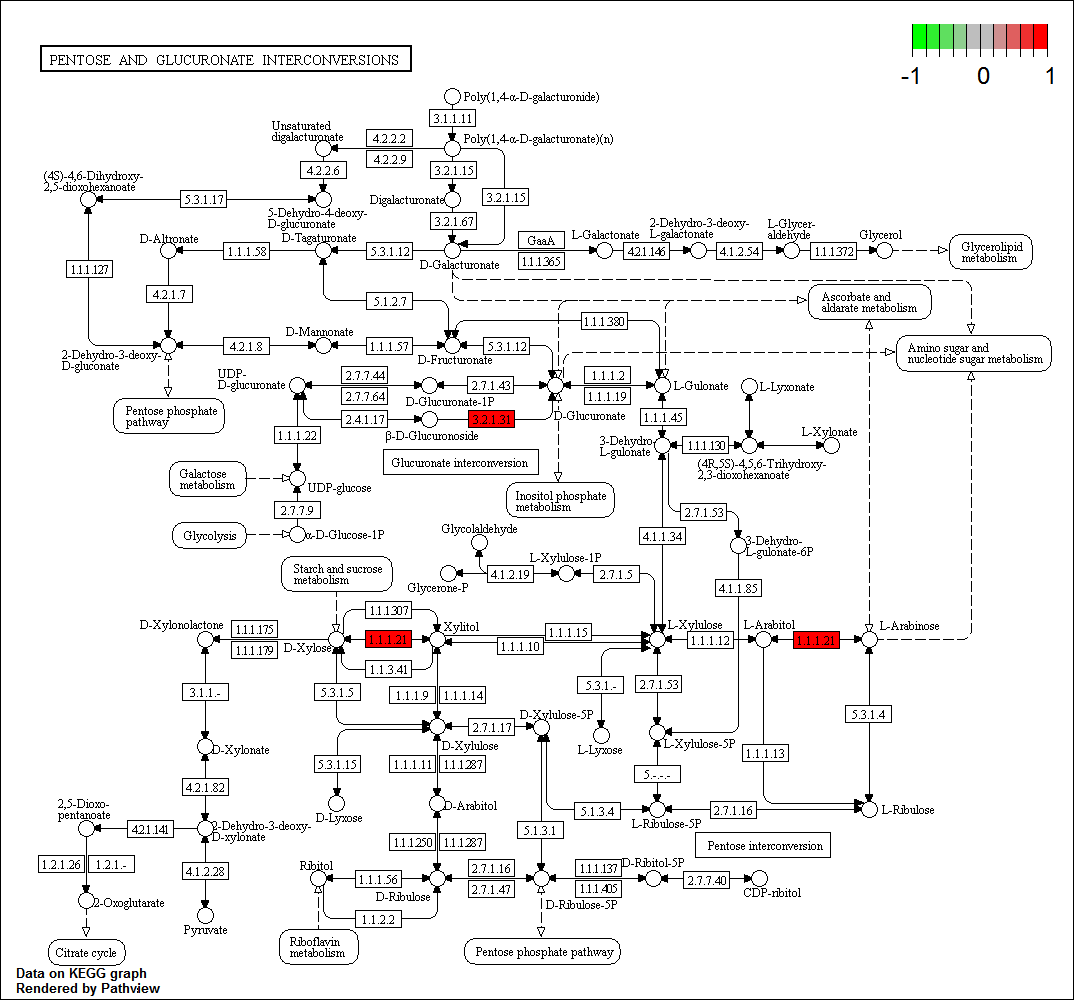 PENTOSE AND GLUCURONATE INTERCONVERSIONS
-1 0 1
Poly(1,4-α-D-galacturonide)
3.1.1.11
Unsaturated
digalacturonate
4.2.2.2
4.2.2.9
Poly(1,4-α-D-galacturonate)(n)
4.2.2.6
3.2.1.15
(4S)-4,6-Dihydroxy-
2,5-dioxohexanoate
5.3.1.17
Digalacturonate
3.2.1.15
5-Dehydro-4-deoxy-
D-glucuronate
3.2.1.67
D-Altronate
1.1.1.58
D-Tagaturonate
5.3.1.12
D-Galacturonate
GaaA
1.1.1365
L-Galactonate
4.2.1.146
2-Dehydro-3-deoxy-
L-galactonate
4.1.2.54
L-Glycer-
aldehyde
1.1.1372
Glycerol
Glycerolipid
metabolism
1.1.1.127
4.2.1.7
5.1.2.7
Ascorbate and
aldarate metabolism
1.1.1.380
2-Dehydro-3-deoxy-
D-gluconate
4.2.1.8
D-Mannonate
1.1.1.57
D-Fructuronate
5.3.1.12
Amino sugar and
nucleotide sugar metabolism
UDP-
D-glucuronate
2.7.7.44
2.7.7.64
D-Glucuronate-1P
2.7.1.43
1.1.1.2
1.1.1.19
L-Gulonate
L-Lyxonate
Pentose phosphate
pathway
2.4.1.17
β-D-Glucuronoside
3.2.1.31
D-Glucuronate
1.1.1.45
1.1.1.22
3-Dehydro-
L-gulonate
1.1.1.130
L-Xylonate
Glucuronate interconversion
(4R,5S)-4,5,6-Trihydroxy-
2,3-dioxohexanoate
Galactose
metabolism
UDP-glucose
Inositol phosphate
metabolism
2.7.7.9
2.7.1.53
Glycolysis
α-D-Glucose-1P
Glycolaldehyde
4.1.1.34
3-Dehydro-
L-gulonate-6P
Starch and sucrose
metabolism
Glycerone-P
4.1.2.19
L-Xylulose-1P
2.7.1.5
4.1.1.85
1.1.1307
D-Xylonolactone
1.1.1.175
1.1.1.179
D-Xylose
1.1.1.21
Xylitol
1.1.1.15
1.1.1.10
L-Xylulose
1.1.1.12
L-Arabitol
1.1.1.21
L-Arabinose
1.1.3.41
3.1.1.-
5.3.1.5
1.1.1.9
1.1.1.14
5.3.1.-
2.7.1.53
D-Xylulose
2.7.1.17
D-Xylulose-5P
L-Lyxose
L-Xylulose-5P
5.3.1.4
D-Xylonate
5.3.1.15
1.1.1.11
1.1.1287
5.-.-.-
1.1.1.13
4.2.1.82
D-Lyxose
D-Arabitol
5.1.3.4
L-Ribulose-5P
2.7.1.16
L-Ribulose
2,5-Dioxo-
pentanoate
4.2.1.141
2-Dehydro-3-deoxy-
D-xylonate
1.1.1250
1.1.1287
5.1.3.1
Pentose interconversion
1.2.1.26
1.2.1.-
4.1.2.28
Ribitol
1.1.1.56
D-Ribulose
2.7.1.16
2.7.1.47
D-Ribulose-5P
1.1.1.137
1.1.1.405
D-Ribitol-5P
2.7.7.40
CDP-ribitol
2-Oxoglutarate
Pyruvate
1.1.2.2
Riboflavin
metabolism
Citrate cycle
Pentose phosphate pathway
Data on KEGG graph
Rendered by Pathview